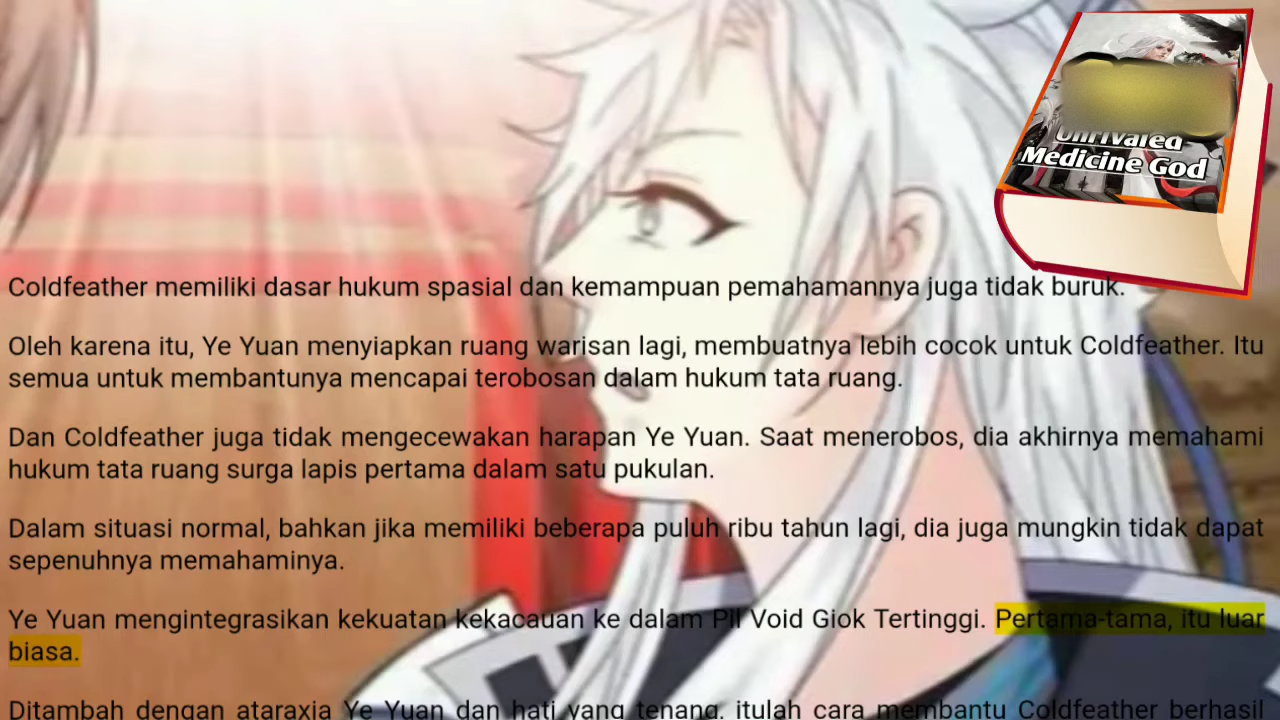 Unrivaled
Medicine God
Coldfeather memiliki dasar hukum spasial dan kemampuan pemahamannya juga tidak buruk.
Oleh karena itu, Ye Yuan menyiapkan ruang warisan lagi, membuatnya lebih cocok untuk Coldfeather. Itu
semua untuk membantunya mencapai terobosan dalam hukum tata ruang.
Dan Coldfeather juga tidak mengecewakan harapan Ye Yuan. Saat menerobos, dia akhirnya memahami
hukum tata ruang surga lapis pertama dalam satu pukulan.
Dalam situasi normal, bahkan jika memiliki beberapa puluh ribu tahun lagi, dia juga mungkin tidak dapat
sepenuhnya memahaminya.
Ye Yuan mengintegrasikan kekuatan kekacauan ke dalam Pil Void Giok Tertinggi. Pertama-tama, itu luar
biasa.
Ditambah dengan ataraxia Ye Yuan dan hati yang tenang, itulah cara membantu Coldfeather berhasil